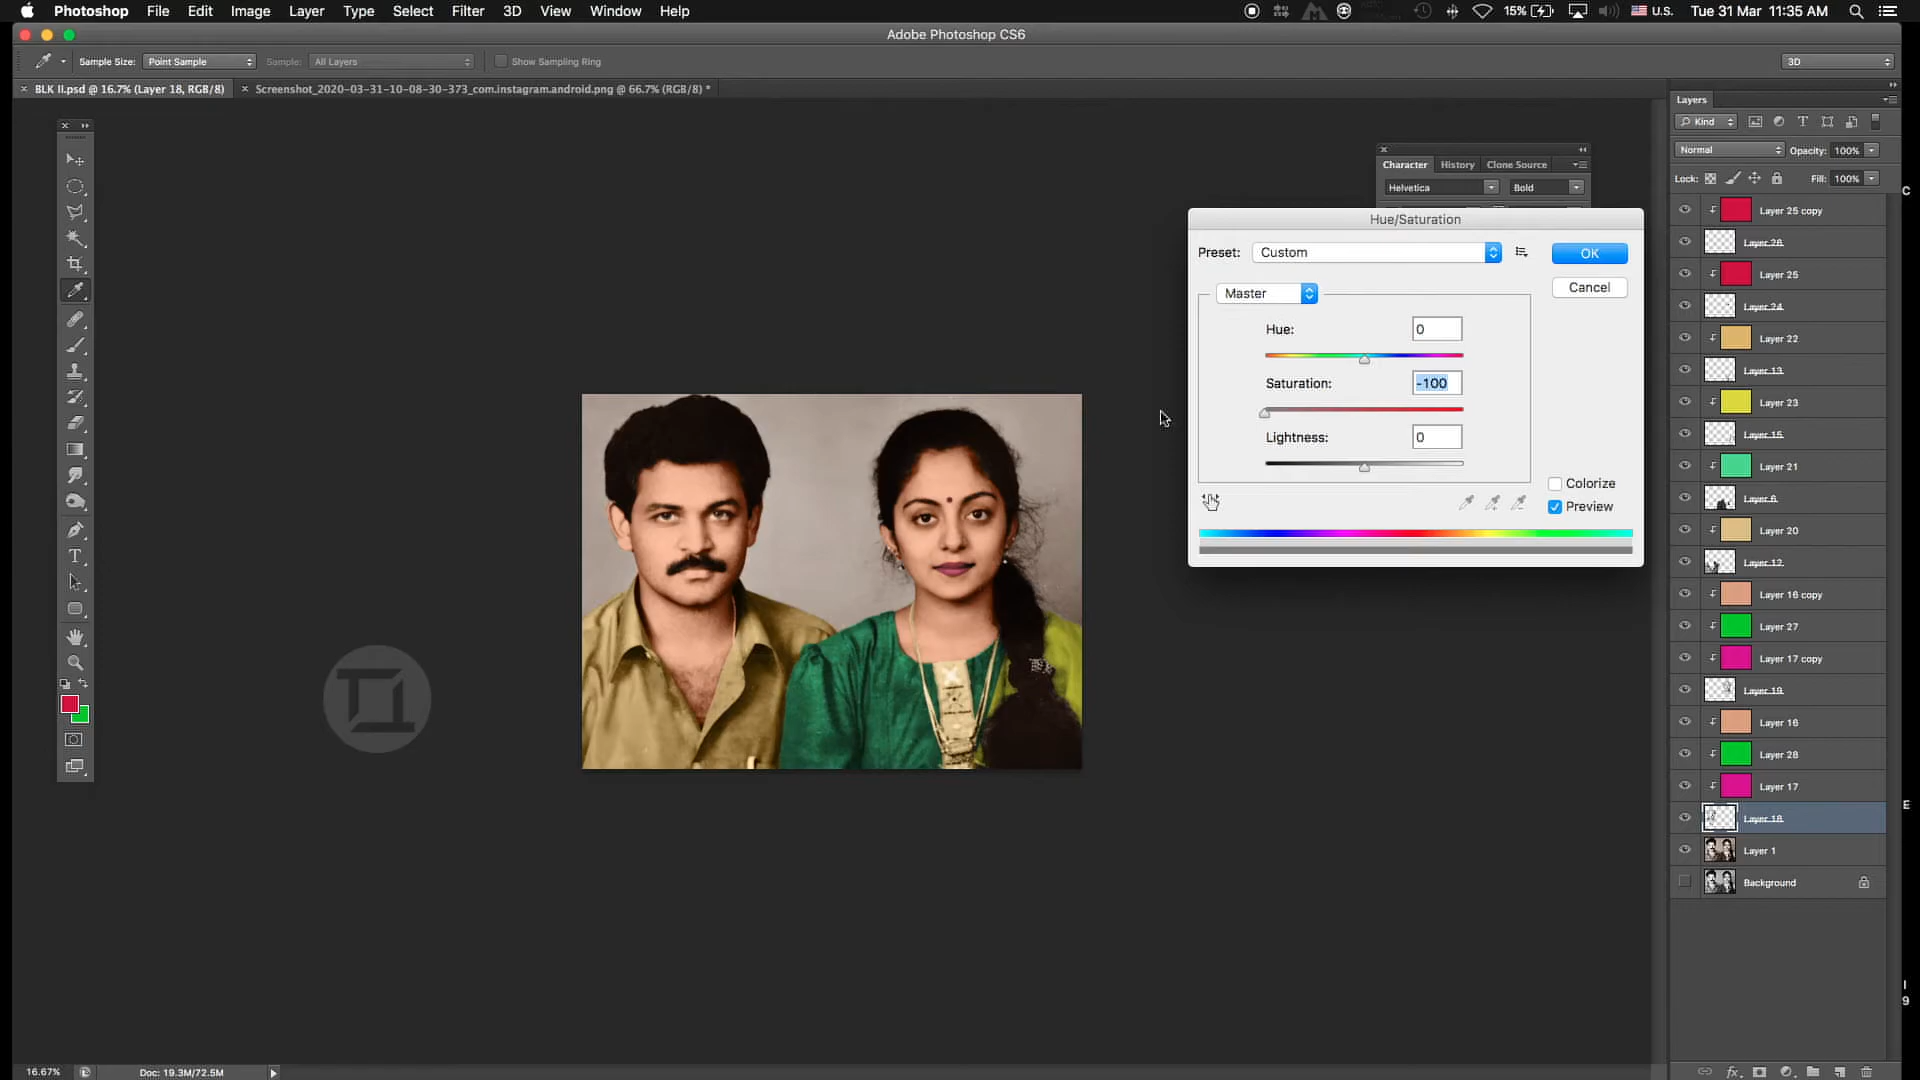 Photoshop File Edit Image Layer Type Select Filter 3D View Window Help 15% U.S. Tue 31 Mar 11:35 AM
Adobe Photoshop CS6
Sample Size: Point Sample Sample: All Layers Show Sampling Ring 3D
BLK II.psd @ 16.7% (Layer 18, RGB/8) Screenshot_2020-03-31-10-08-30-373_com.instagram.android.png @ 66.7% (RGB/8) *
Layers
Kind
Normal Opacity: 100%
Lock: Fill: 100%
Character History Clone Source
Helvetica Bold
Hue/Saturation
Preset: Custom OK
Cancel
Master
Hue: 0
Saturation: -100
Lightness: 0
Colorize
Preview
Layer 25 copy
Layer 26
Layer 25
Layer 24
Layer 22
Layer 13
Layer 23
Layer 15
Layer 21
Layer 6
Layer 20
Layer 12
Layer 16 copy
Layer 27
Layer 17 copy
Layer 19
Layer 16
Layer 28
Layer 17
Layer 18
Layer 1
Background
16.67% Doc: 19.3M/72.5M